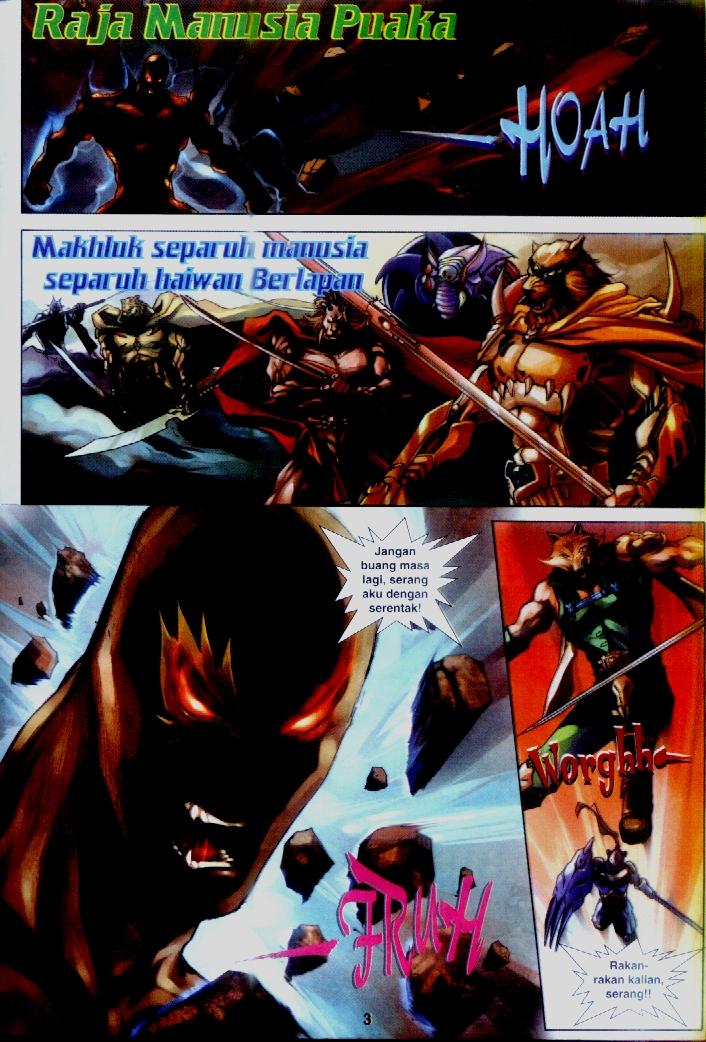 Raja Manusia Puaka
HOAH
Makhluk separuh manusia
separuh haiwan Berlapan
Jangan
buang masa
lagi, serang
aku dengan
serentak!
Worghh
FRUH
Rakan-
rakan kalian,
serang!!
3